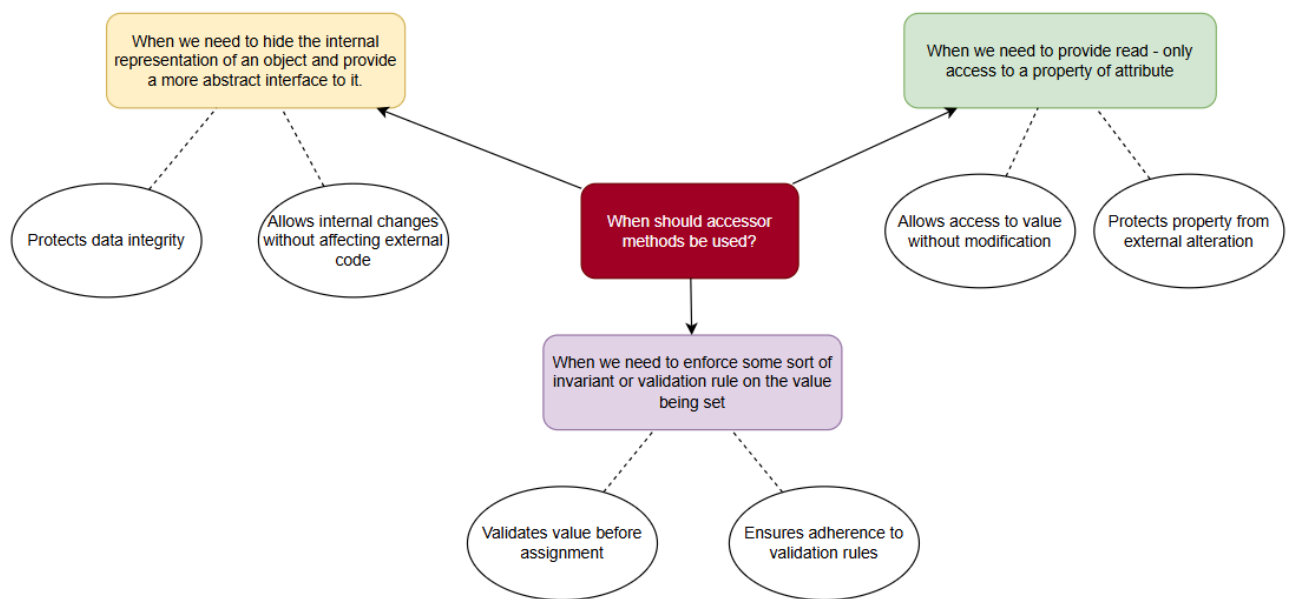 When we need to hide the internal
representation of an object and provide
a more abstract interface to it.
When we need to provide read - only
access to a property of attribute
Protects data integrity
Allows internal changes
without affecting external
code
When should accessor
methods be used?
Allows access to value
without modification
Protects property from
external alteration
When we need to enforce some sort of
invariant or validation rule on the value
being set
Validates value before
assignment
Ensures adherence to
validation rules